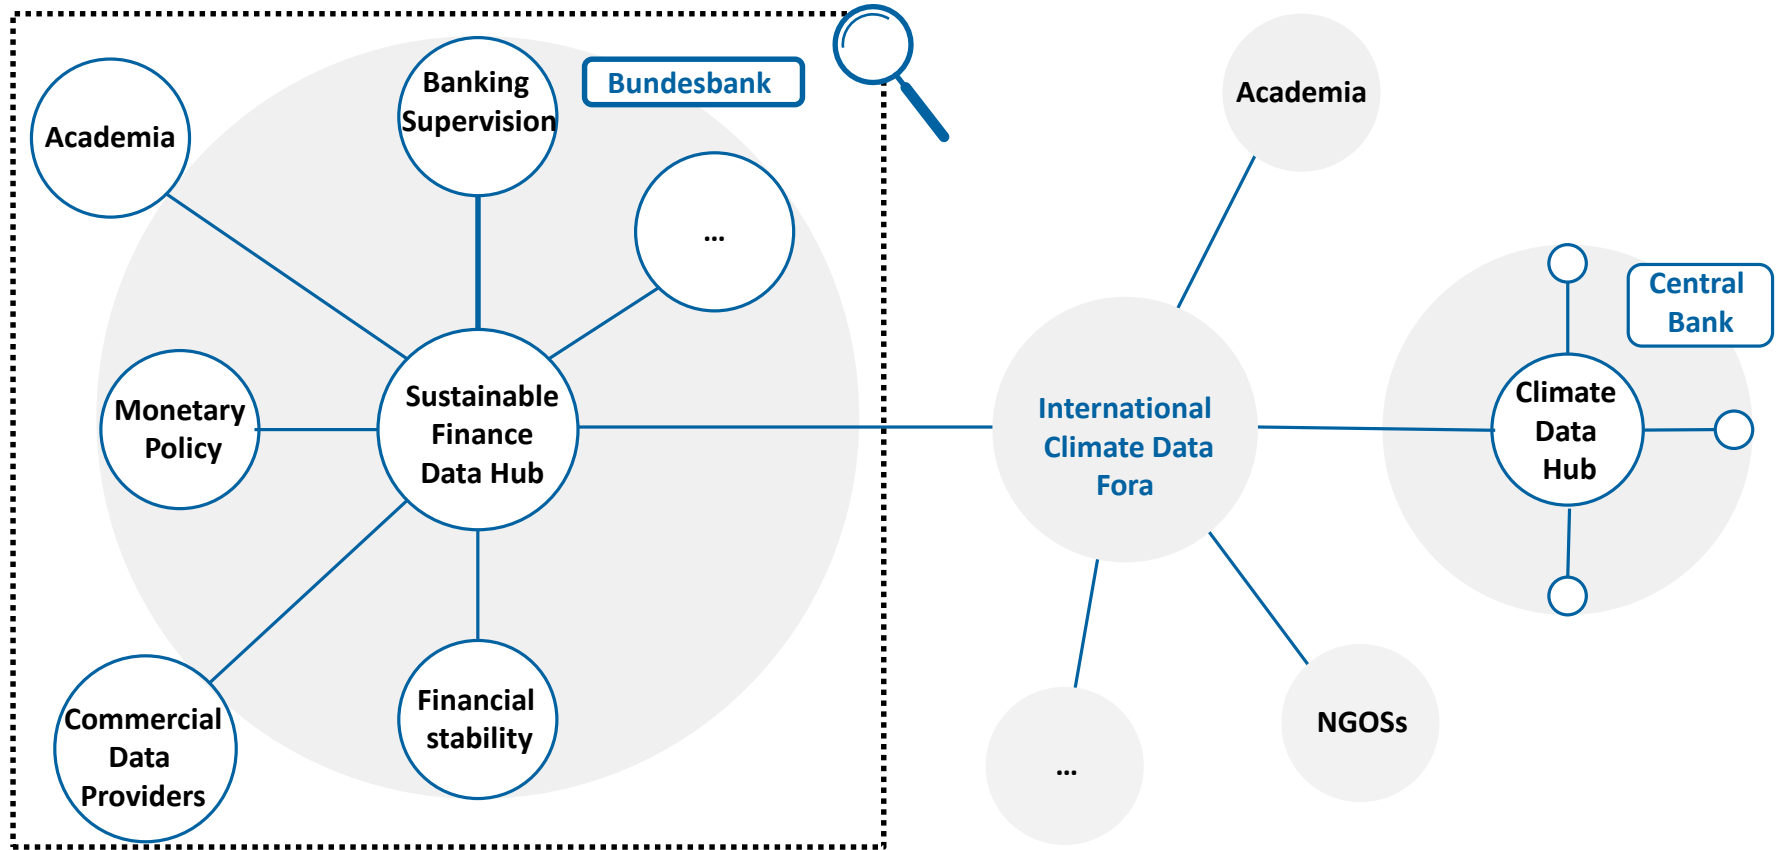 Bundesbank
Banking
Supervision
Academia
...
Monetary
Policy
Sustainable
Finance
Data Hub
Commercial
Data
Providers
Financial
stability
Academia
International
Climate Data
Fora
Central
Bank
Climate
Data
Hub
...
NGOSs